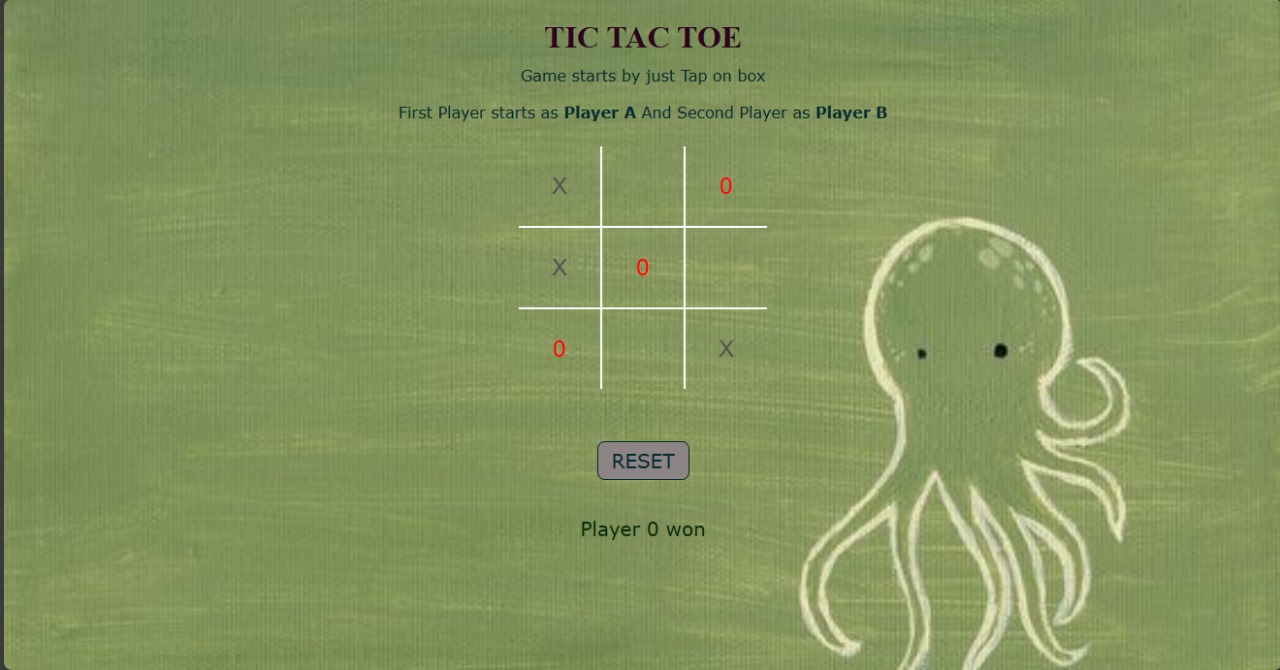 TIC TAC TOE
Game starts by just Tap on box
First Player starts as Player A And Second Player as Player B
X 0
X 0
0 X
RESET
Player 0 won